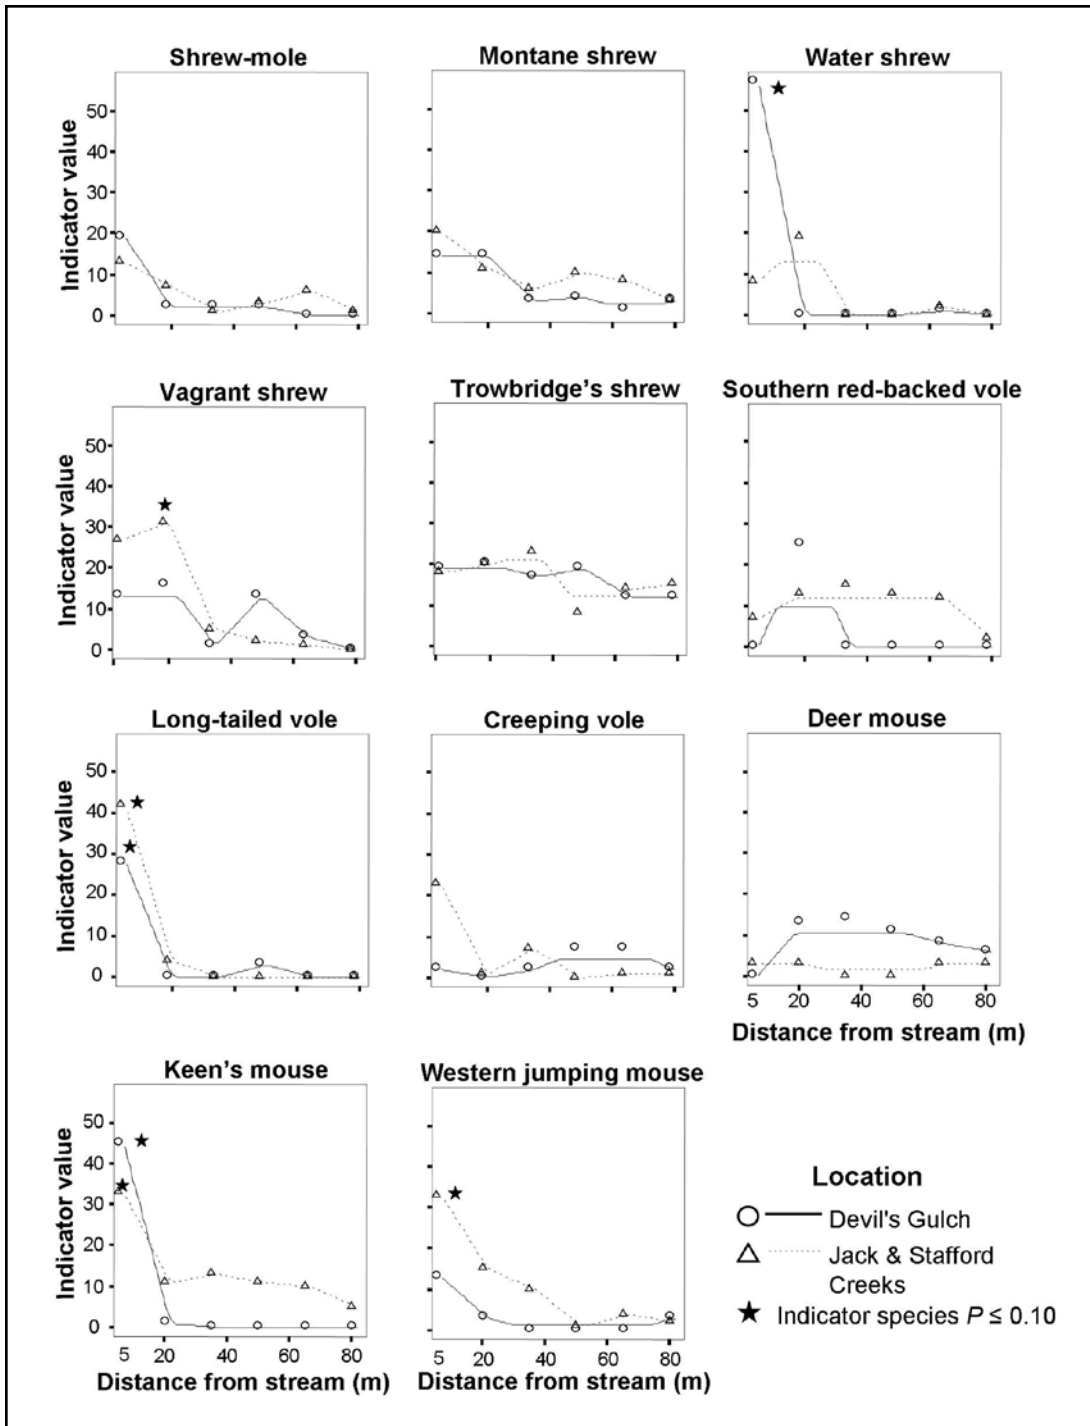 Shrew-mole
Montane shrew
Water shrew
Indicator value
50
40
30
20
10
0
Vagrant shrew
Trowbridge's shrew
Southern red-backed vole
Indicator value
50
40
30
20
10
0
Long-tailed vole
Creeping vole
Deer mouse
Indicator value
50
40
30
20
10
0
5 20 40 60 80
Distance from stream (m)
Keen's mouse
Western jumping mouse
Indicator value
50
40
30
20
10
0
5 20 40 60 80
Distance from stream (m)
5 20 40 60 80
Distance from stream (m)
Location
Devil's Gulch
Jack & Stafford
Creeks
Indicator species P ≤ 0.10